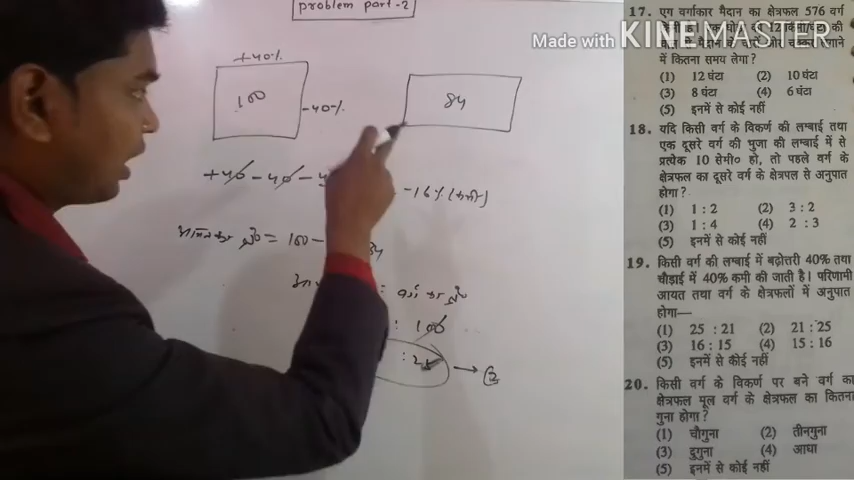 problem part-2
Made with KINEMASTER
+40%
100
-40%
84
+40 - 40 -
-16% (कमी)
= 100 -
= वर्ग का क्षे०
: 100
→ (2)
17. एग वर्गाकार मैदान का क्षेत्रफल 576 वर्ग
में कितना समय लेगा?
(1) 12 घंटा (2) 10 घंटा
(3) 8 घंटा (4) 6 घंटा
(5) इनमें से कोई नहीं
18. यदि किसी वर्ग के विकर्ण की लम्बाई तथा
एक दूसरे वर्ग की भुजा की लम्बाई में से
प्रत्येक 10 सेमी० हो, तो पहले वर्ग के
क्षेत्रफल का दूसरे वर्ग के क्षेत्रपल से अनुपात
होगा?
(1) 1 : 2 (2) 3 : 2
(3) 1 : 4 (4) 2 : 3
(5) इनमें से कोई नहीं
19. किसी वर्ग की लम्बाई में बढ़ोत्तरी 40% तथा
चौड़ाई में 40% कमी की जाती है। परिणामी
आयत तथा वर्ग के क्षेत्रफलों में अनुपात
होगा—
(1) 25 : 21 (2) 21 : 25
(3) 16 : 15 (4) 15 : 16
(5) इनमें से कोई नहीं
20. किसी वर्ग के विकर्ण पर बने वर्ग का
क्षेत्रफल मूल वर्ग के क्षेत्रफल का कितना
गुना होगा?
(1) चौगुना (2) तीनगुना
(3) दुगुना (4) आधा
(5) इनमें से कोई नहीं